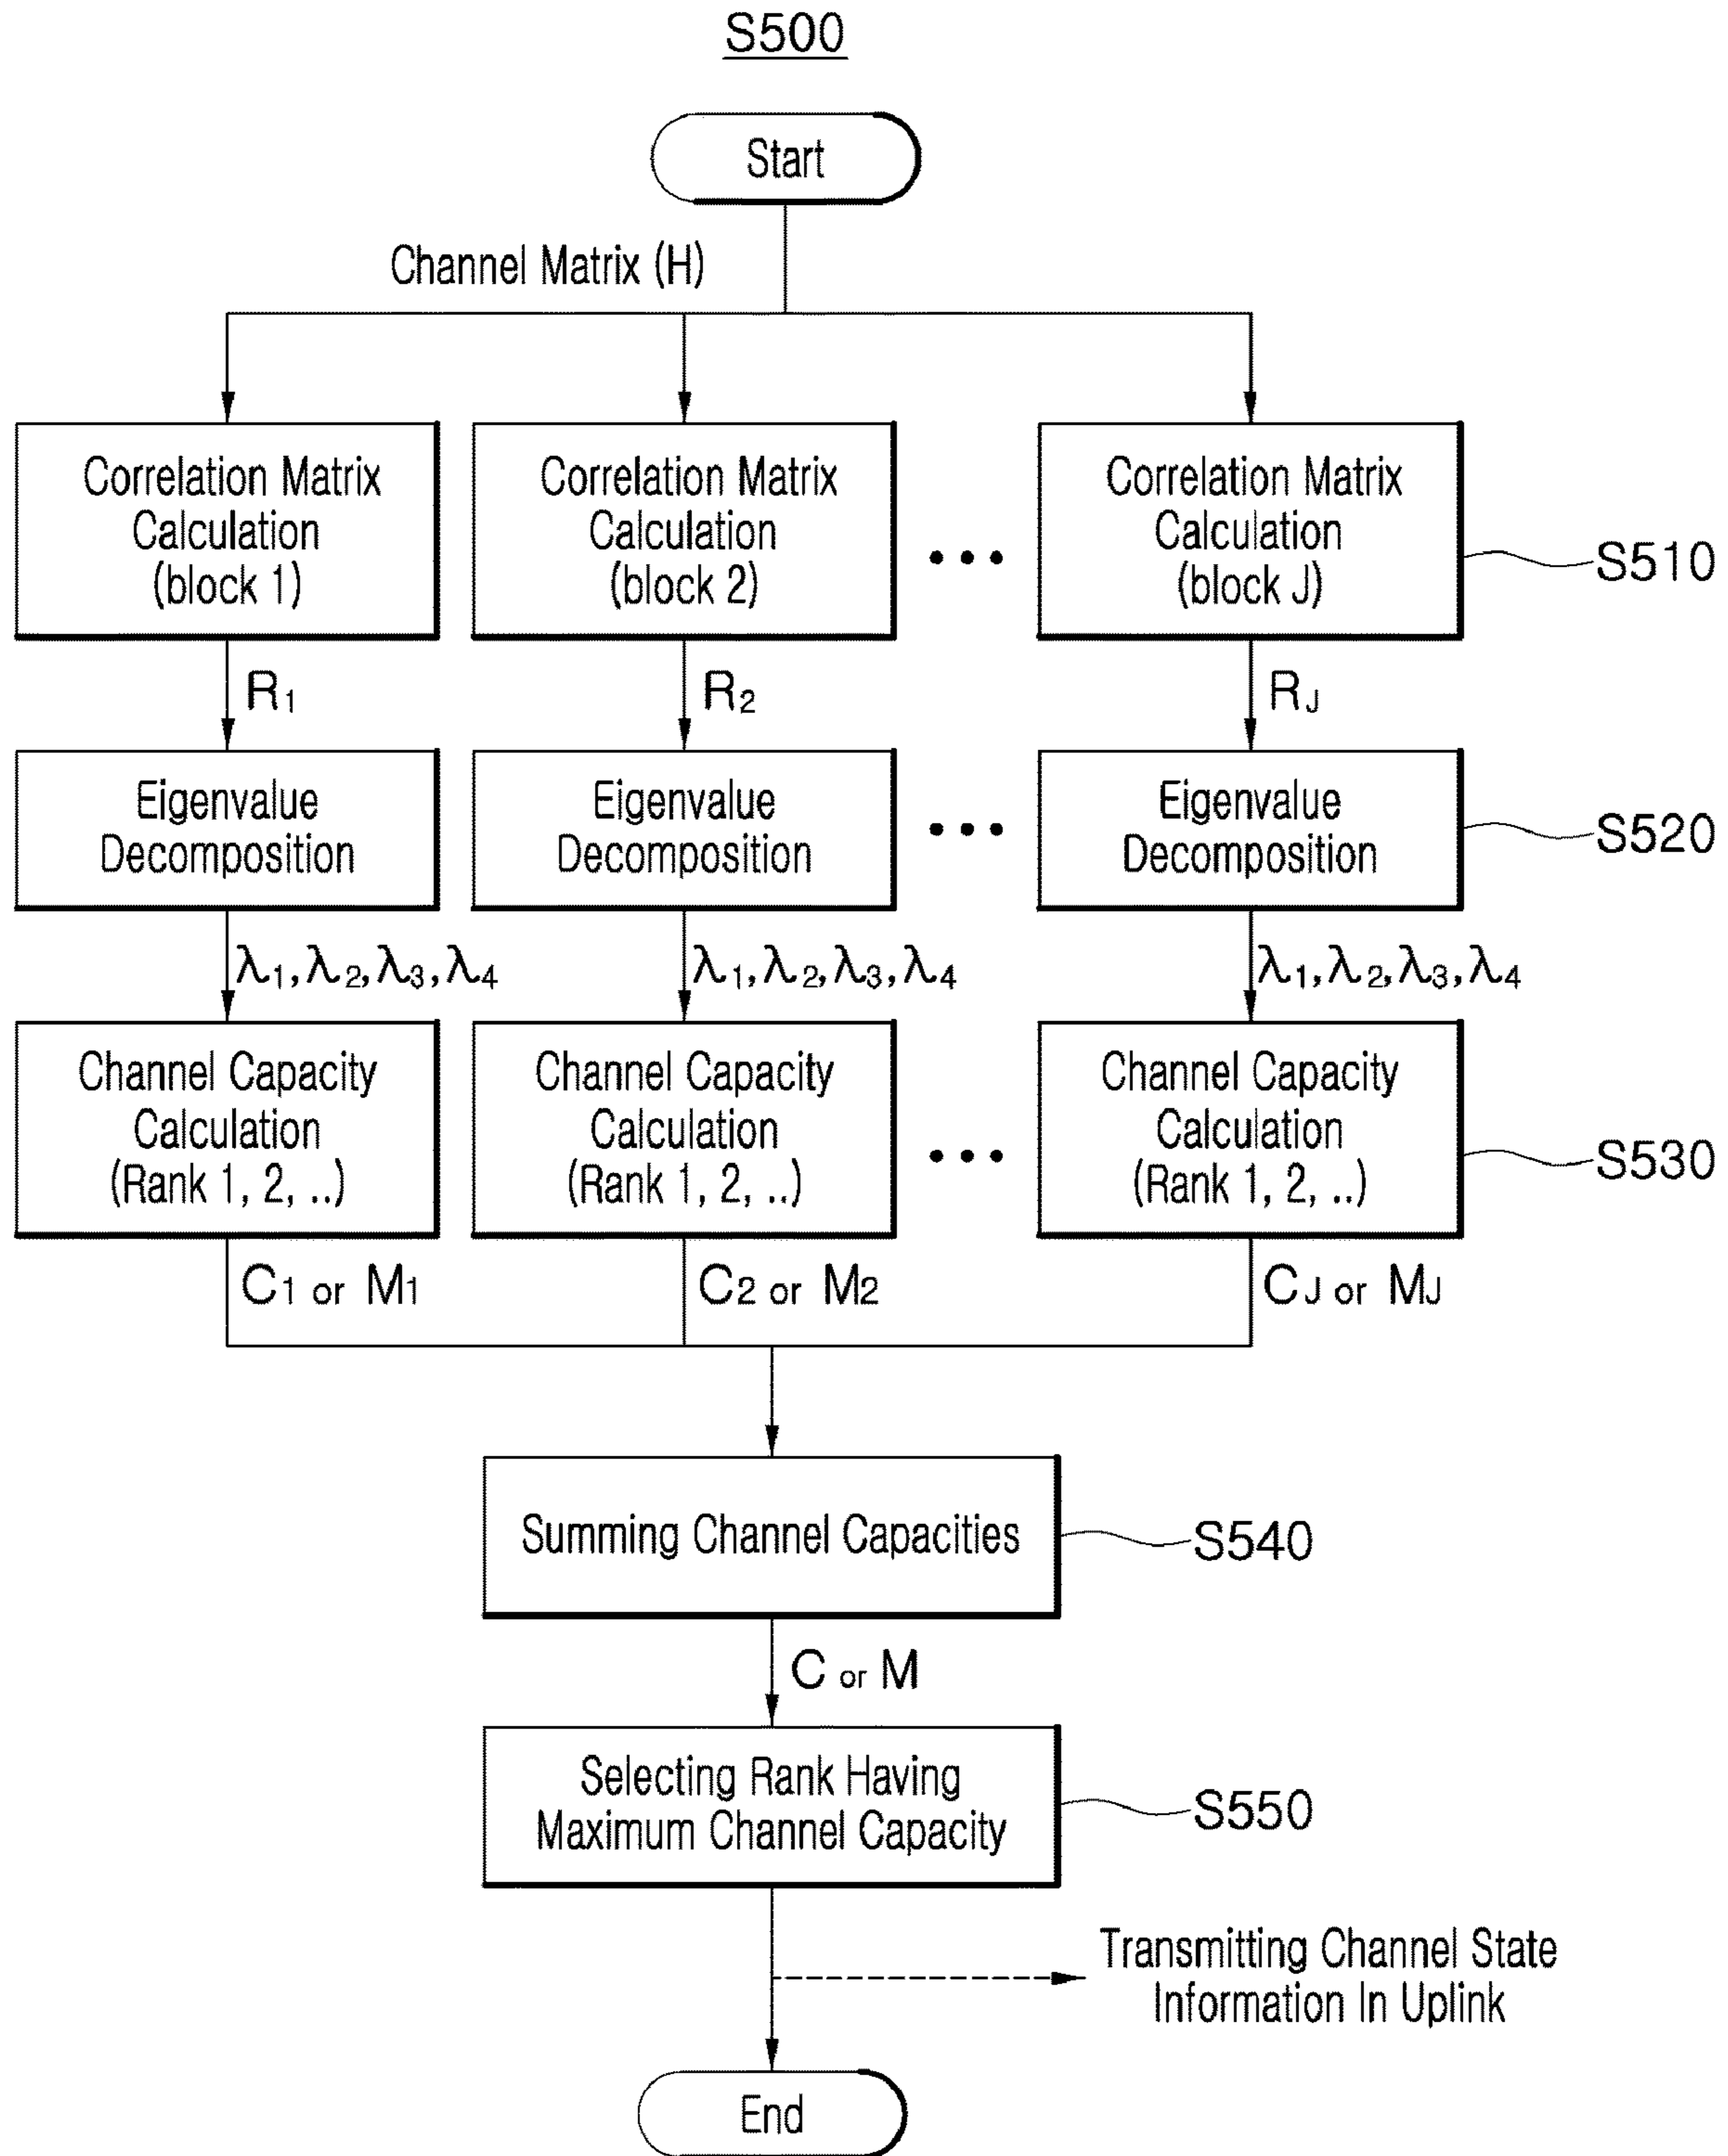 S500
Start
Channel Matrix (H)
Correlation Matrix
Calculation
(block 1)
Correlation Matrix
Calculation
(block 2)
•••
Correlation Matrix
Calculation
(block J)
S510
R₁
R₂
R_J
Eigenvalue
Decomposition
Eigenvalue
Decomposition
•••
Eigenvalue
Decomposition
S520
λ₁, λ₂, λ₃, λ₄
λ₁, λ₂, λ₃, λ₄
λ₁, λ₂, λ₃, λ₄
Channel Capacity
Calculation
(Rank 1, 2, ..)
Channel Capacity
Calculation
(Rank 1, 2, ..)
•••
Channel Capacity
Calculation
(Rank 1, 2, ..)
S530
C₁ or M₁
C₂ or M₂
C_J or M_J
Summing Channel Capacities
S540
C or M
Selecting Rank Having
Maximum Channel Capacity
S550
Transmitting Channel State
Information In Uplink
End